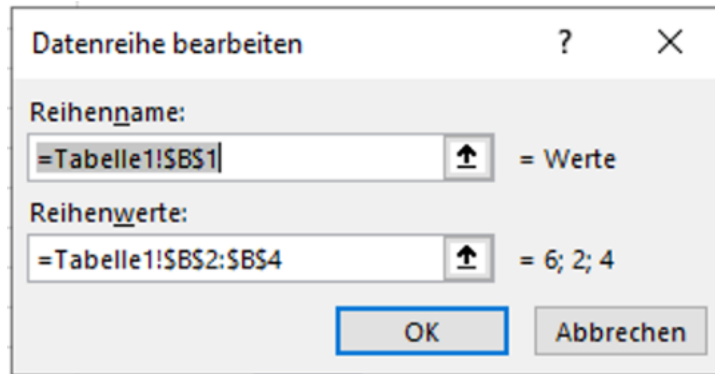 Datenreihe bearbeiten ?
Reihenname:
=Tabelle1!$B$1 = Werte
Reihenwerte:
=Tabelle1!$B$2:$B$4 = 6; 2; 4
OK Abbrechen